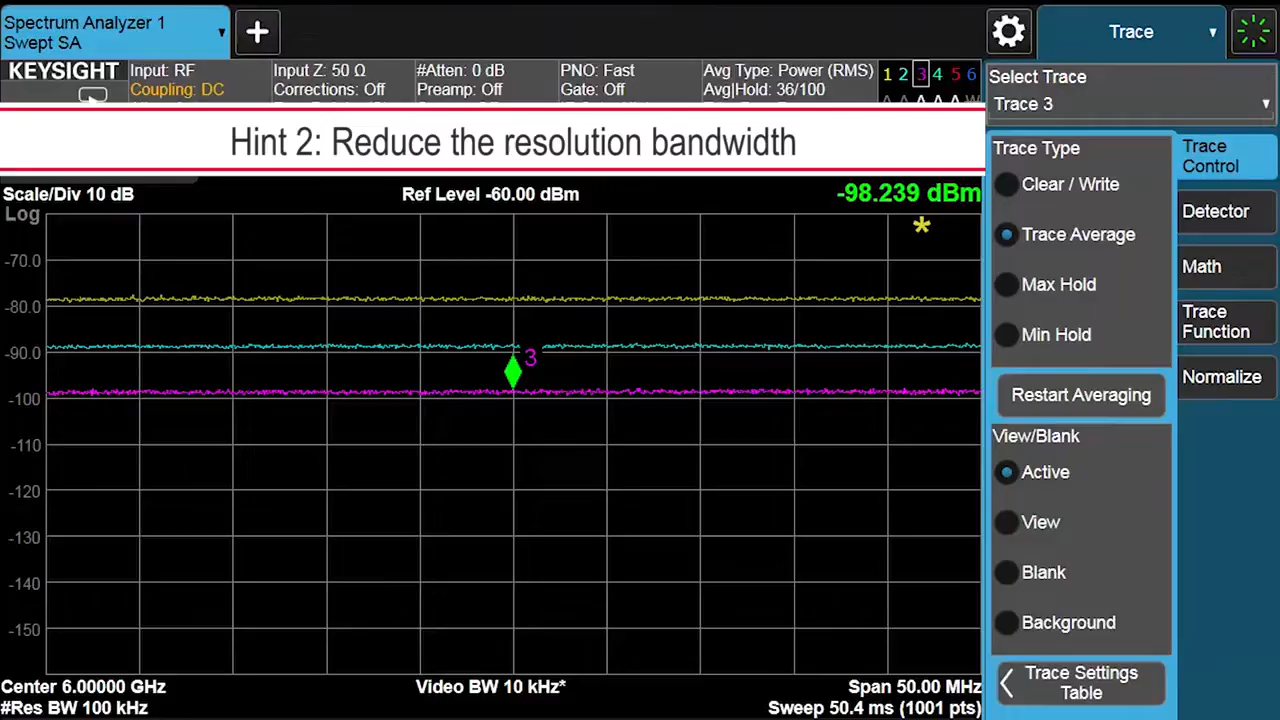 Spectrum Analyzer 1
Swept SA
+
Trace
KEYSIGHT
Input: RF
Coupling: DC
Input Z: 50 Ω
Corrections: Off
#Atten: 0 dB
Preamp: Off
PNO: Fast
Gate: Off
Avg Type: Power (RMS)
Avg|Hold: 36/100
1 2 3 4 5 6
A A A A A W
Select Trace
Trace 3
Hint 2: Reduce the resolution bandwidth
Scale/Div 10 dB
Ref Level -60.00 dBm
-98.239 dBm
Log
*
-70.0
-80.0
-90.0
3
-100
-110
-120
-130
-140
-150
Center 6.00000 GHz
Video BW 10 kHz*
Span 50.00 MHz
#Res BW 100 kHz
Sweep 50.4 ms (1001 pts)
Trace Type
Clear / Write
Trace Average
Max Hold
Min Hold
Restart Averaging
View/Blank
Active
View
Blank
Background
Trace Settings
Table
Trace
Control
Detector
Math
Trace
Function
Normalize